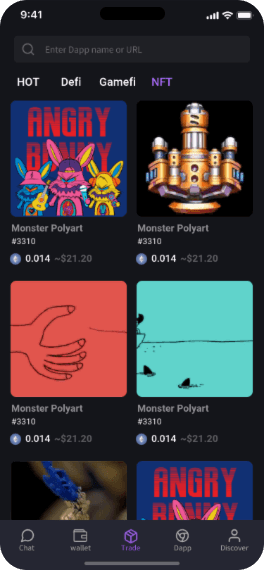 9:41
Enter Dapp name or URL
HOT Defi Gamefi NFT
ANGRY
BUNNY
Monster Polyart
#3310
0.014 ~$21.20
Monster Polyart
#3310
0.014 ~$21.20
Monster Polyart
#3310
0.014 ~$21.20
Monster Polyart
#3310
0.014 ~$21.20
ANGRY
Chat wallet Trade Dapp Discover